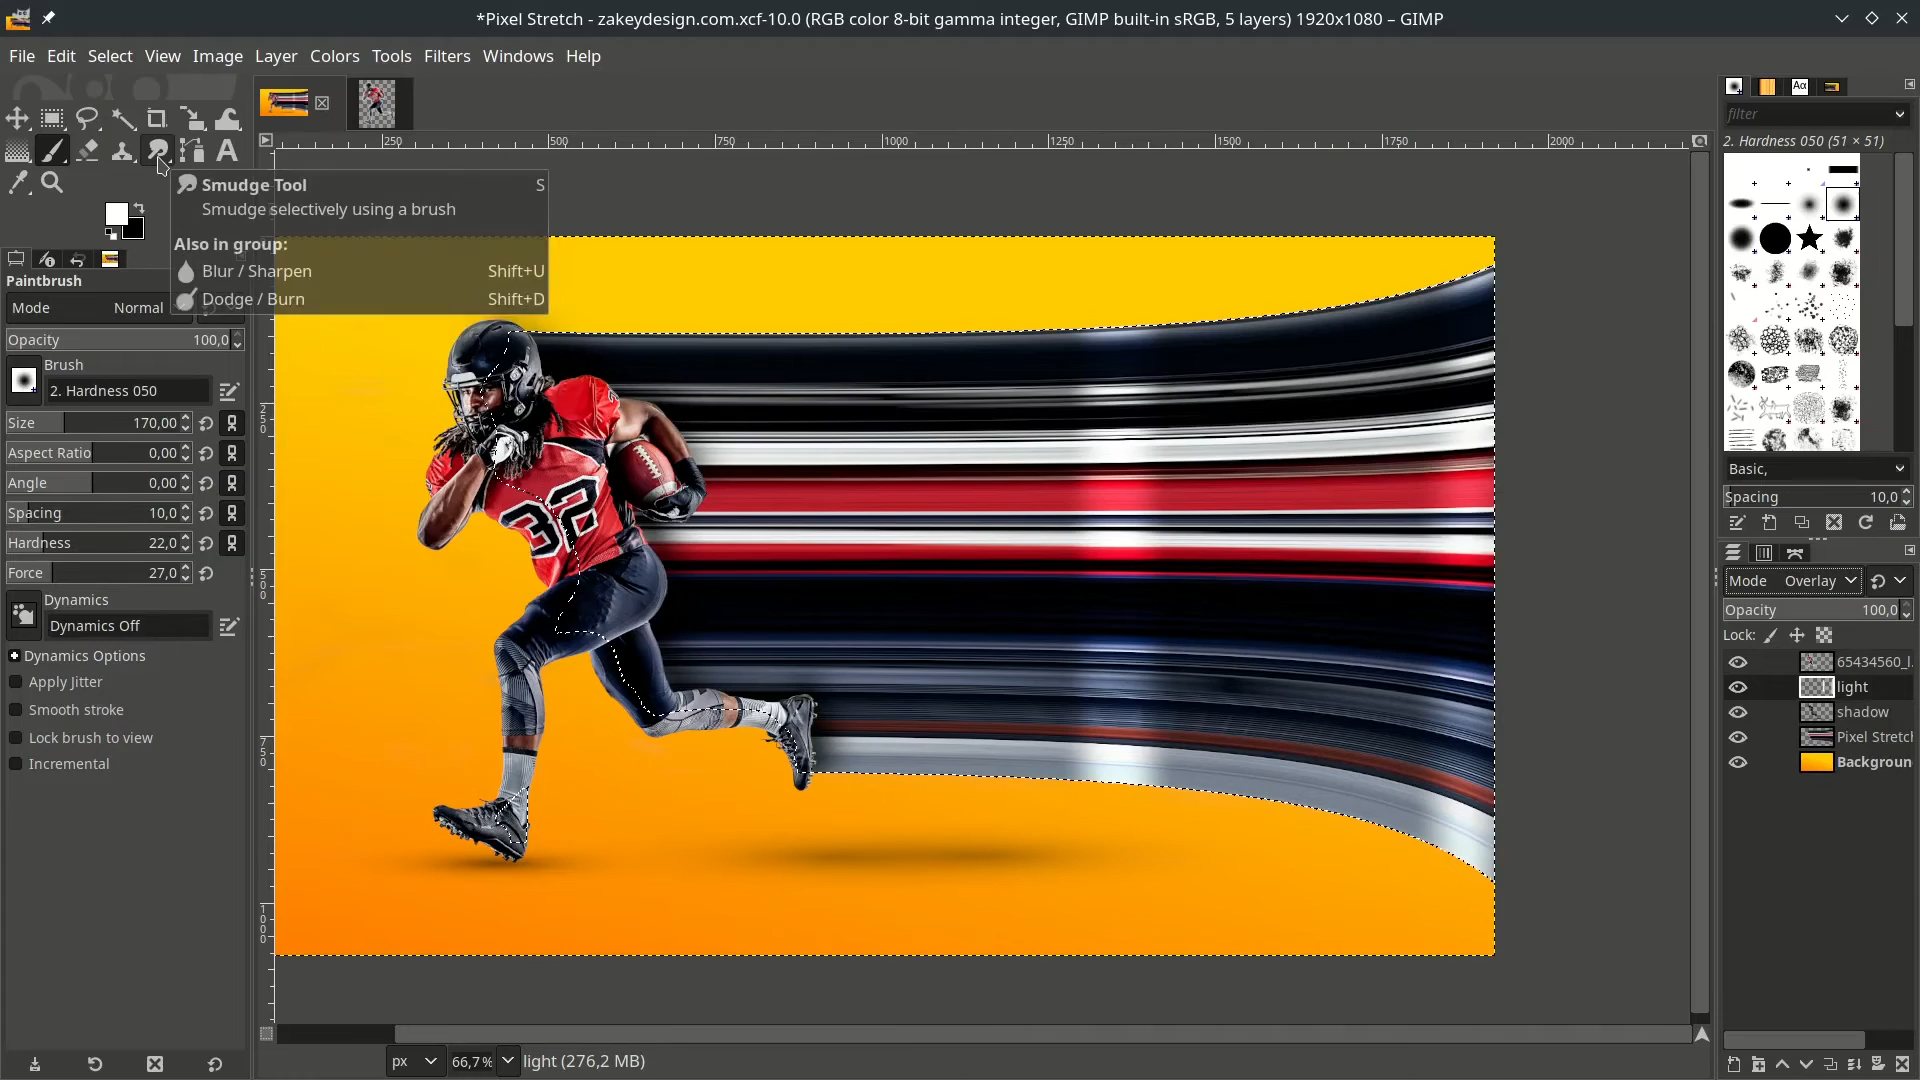 *Pixel Stretch - zakeydesign.com.xcf-10.0 (RGB color 8-bit gamma integer, GIMP built-in sRGB, 5 layers) 1920x1080 – GIMP
File Edit Select View Image Layer Colors Tools Filters Windows Help
250 500 750 1000 1250 1500 1750 2000
Smudge Tool S
Smudge selectively using a brush
Also in group:
Blur / Sharpen Shift+U
Dodge / Burn Shift+D
Paintbrush
Mode Normal
Opacity 100,0
Brush
2. Hardness 050
Size 170,00
Aspect Ratio 0,00
Angle 0,00
Spacing 10,0
Hardness 22,0
Force 27,0
Dynamics
Dynamics Off
Dynamics Options
Apply Jitter
Smooth stroke
Lock brush to view
Incremental
250
500
750
1000
32
px 66,7% light (276,2 MB)
filter
2. Hardness 050 (51 × 51)
Basic,
Spacing 10,0
Mode Overlay
Opacity 100,0
Lock:
65434560_l.
light
shadow
Pixel Stretch
Backgroun